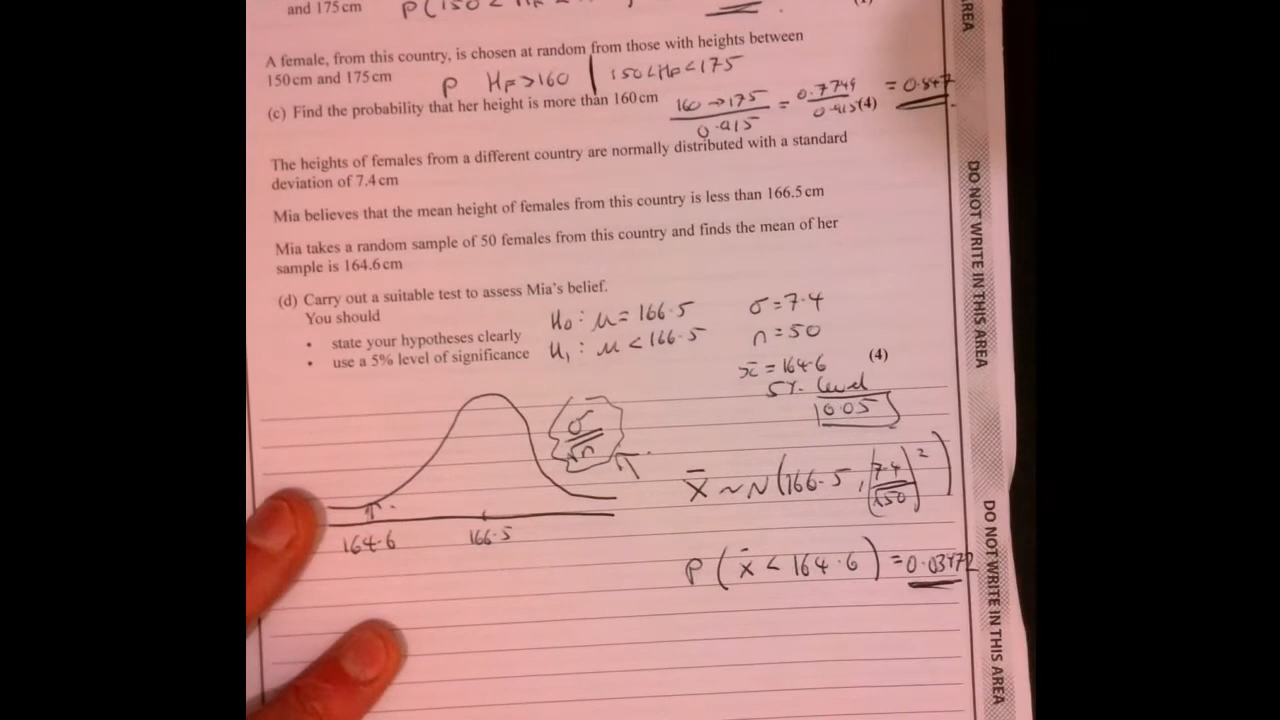 and 175 cm P(150 <
A female, from this country, is chosen at random from those with heights between
150 cm and 175 cm P HF > 160 | 150 < HF < 175
(c) Find the probability that her height is more than 160 cm 160 → 175 / 0.915 = 0.7749 / 0.915 = 0.847
(4)
The heights of females from a different country are normally distributed with a standard
deviation of 7.4 cm
Mia believes that the mean height of females from this country is less than 166.5 cm
Mia takes a random sample of 50 females from this country and finds the mean of her
sample is 164.6 cm
(d) Carry out a suitable test to assess Mia's belief.
You should H₀ : μ = 166.5 σ = 7.4
• state your hypotheses clearly H₁ : μ < 166.5 n = 50
• use a 5% level of significance x̄ = 164.6 (4)
5% level
0.05
σ/√n
X̄ ~ N(166.5, (7.4/√50)²)
164.6 166.5
P(x̄ < 164.6) = 0.03472
AREA
DO NOT WRITE IN THIS AREA
DO NOT WRITE IN THIS AREA